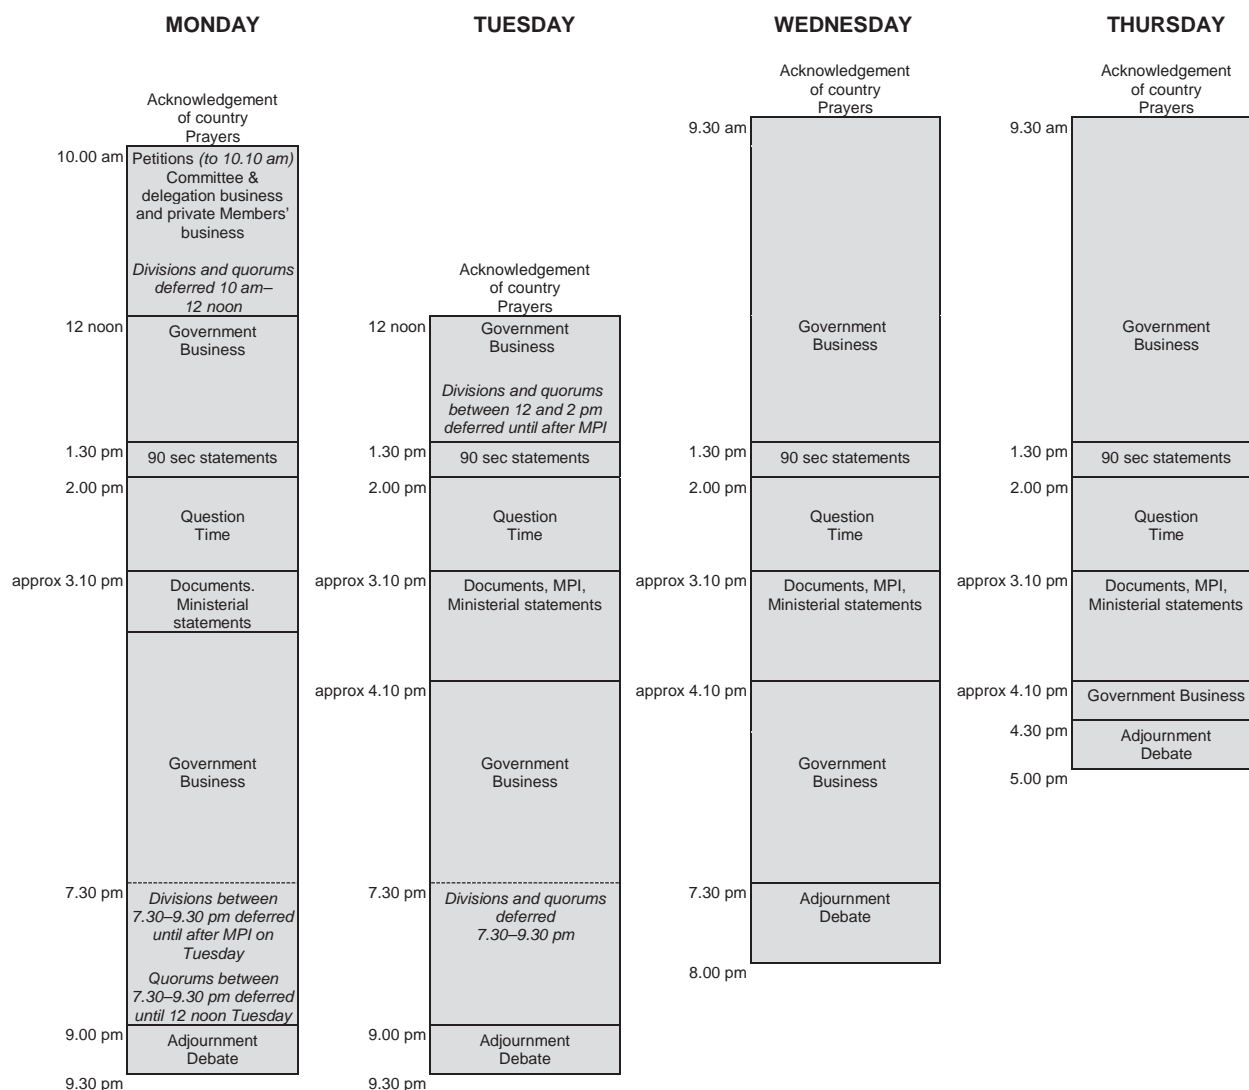 MONDAY
Acknowledgement
of country
Prayers
10.00 am
Petitions (to 10.10 am)
Committee &
delegation business
and private Members’
business
Divisions and quorums
deferred 10 am–
12 noon
12 noon
Government
Business
1.30 pm
90 sec statements
2.00 pm
Question
Time
approx 3.10 pm
Documents.
Ministerial
statements
Government
Business
7.30 pm
Divisions between
7.30–9.30 pm deferred
until after MPI on
Tuesday
Quorums between
7.30–9.30 pm deferred
until 12 noon Tuesday
9.00 pm
Adjournment
Debate
9.30 pm
TUESDAY
Acknowledgement
of country
Prayers
12 noon
Government
Business
Divisions and quorums
between 12 and 2 pm
deferred until after MPI
1.30 pm
90 sec statements
2.00 pm
Question
Time
approx 3.10 pm
Documents, MPI,
Ministerial statements
approx 4.10 pm
Government
Business
7.30 pm
Divisions and quorums
deferred
7.30–9.30 pm
9.00 pm
Adjournment
Debate
9.30 pm
WEDNESDAY
Acknowledgement
of country
Prayers
9.30 am
Government
Business
1.30 pm
90 sec statements
2.00 pm
Question
Time
approx 3.10 pm
Documents, MPI,
Ministerial statements
approx 4.10 pm
Government
Business
7.30 pm
Adjournment
Debate
8.00 pm
THURSDAY
Acknowledgement
of country
Prayers
9.30 am
Government
Business
1.30 pm
90 sec statements
2.00 pm
Question
Time
approx 3.10 pm
Documents, MPI,
Ministerial statements
approx 4.10 pm
Government Business
4.30 pm
Adjournment
Debate
5.00 pm